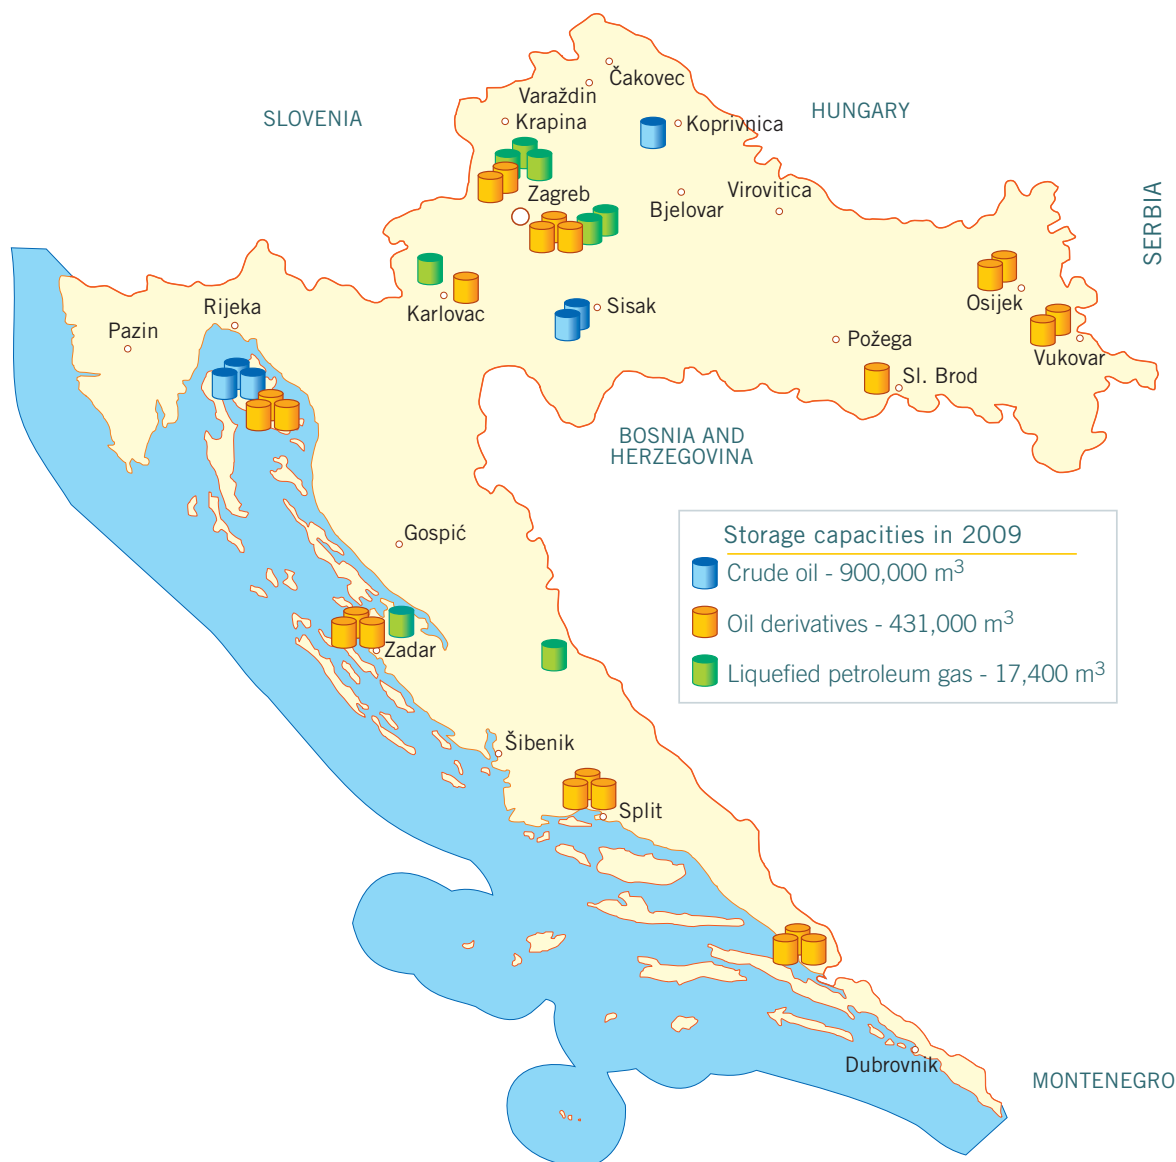 Čakovec
Varaždin
SLOVENIA
HUNGARY
Krapina
Koprivnica
Zagreb
Virovitica
Bjelovar
SERBIA
Rijeka
Karlovac
Sisak
Osijek
Pazin
Požega
Vukovar
Sl. Brod
BOSNIA AND
HERZEGOVINA
Gospić
Storage capacities in 2009
Crude oil - 900,000 m³
Oil derivatives - 431,000 m³
Liquefied petroleum gas - 17,400 m³
Zadar
Šibenik
Split
Dubrovnik
MONTENEGRO